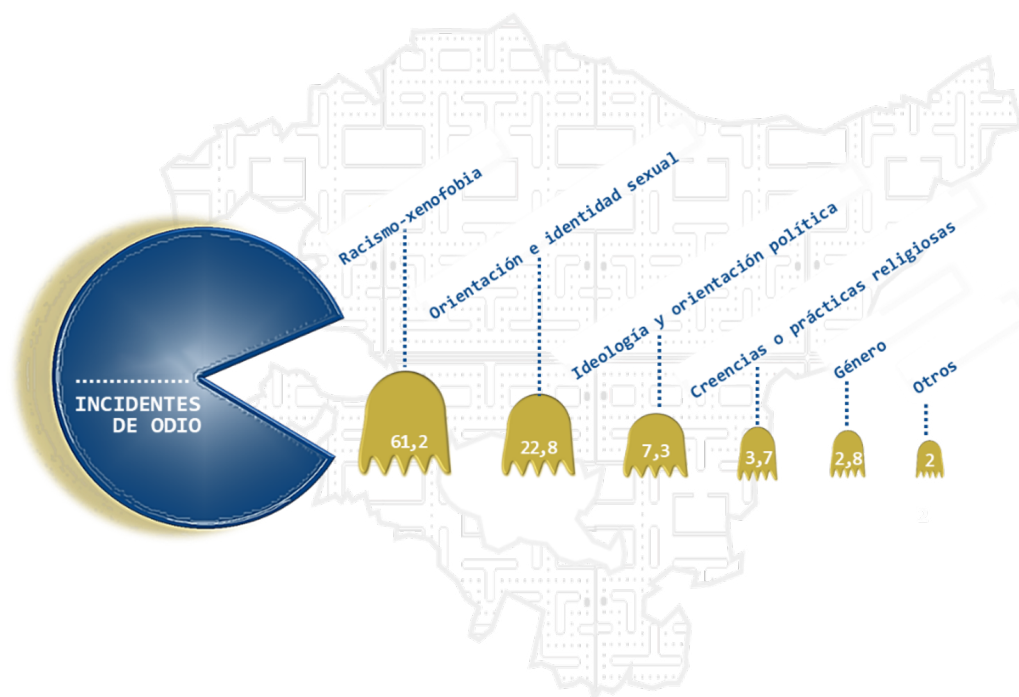 Racismo-xenofobia
Orientación e identidad sexual
Ideología y orientación política
Creencias o prácticas religiosas
Género
Otros
INCIDENTES
DE ODIO
61,2
22,8
7,3
3,7
2,8
2